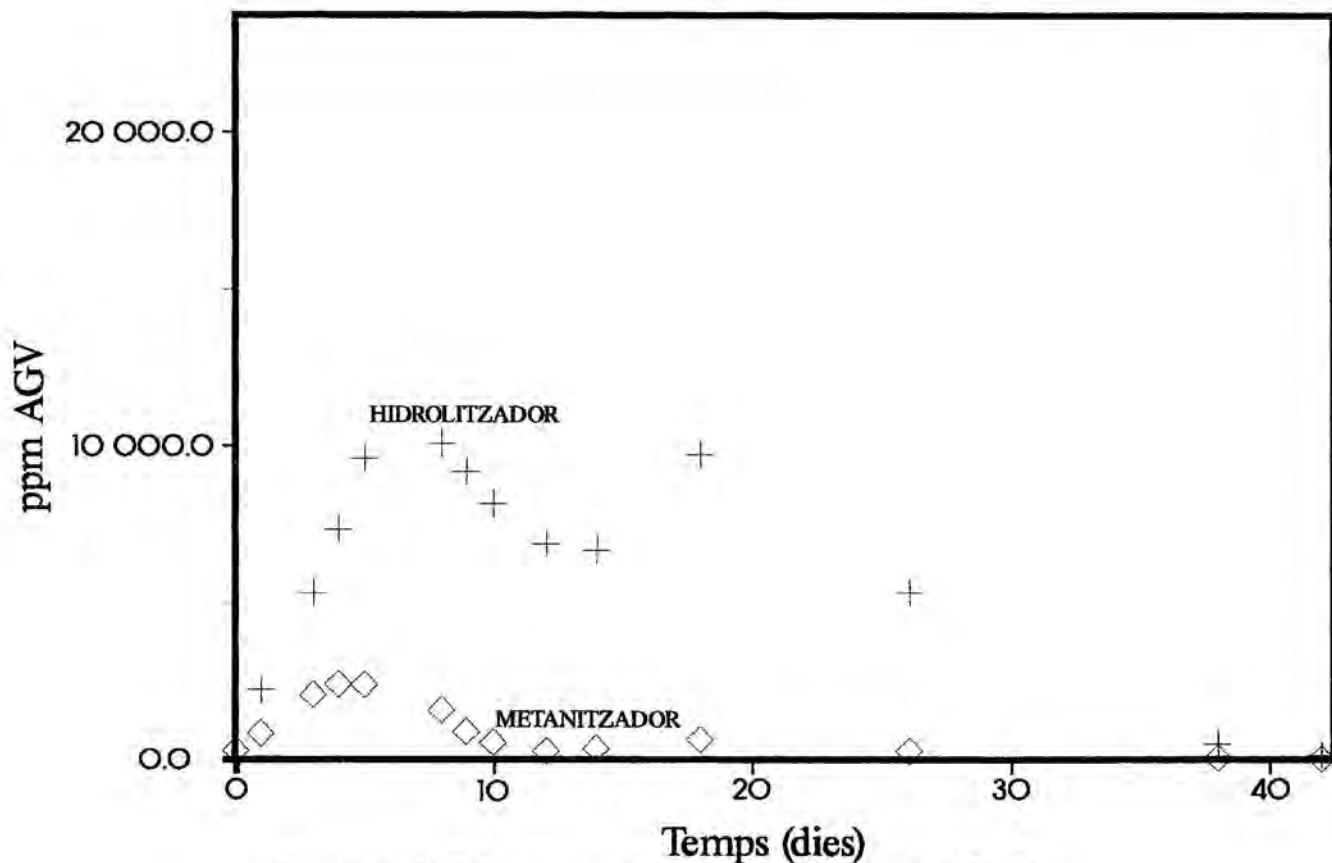 20 000.0
ppm AGV
HIDROLITZADOR
10 000.0
METANITZADOR
0.0
0 10 20 30 40
Temps (dies)